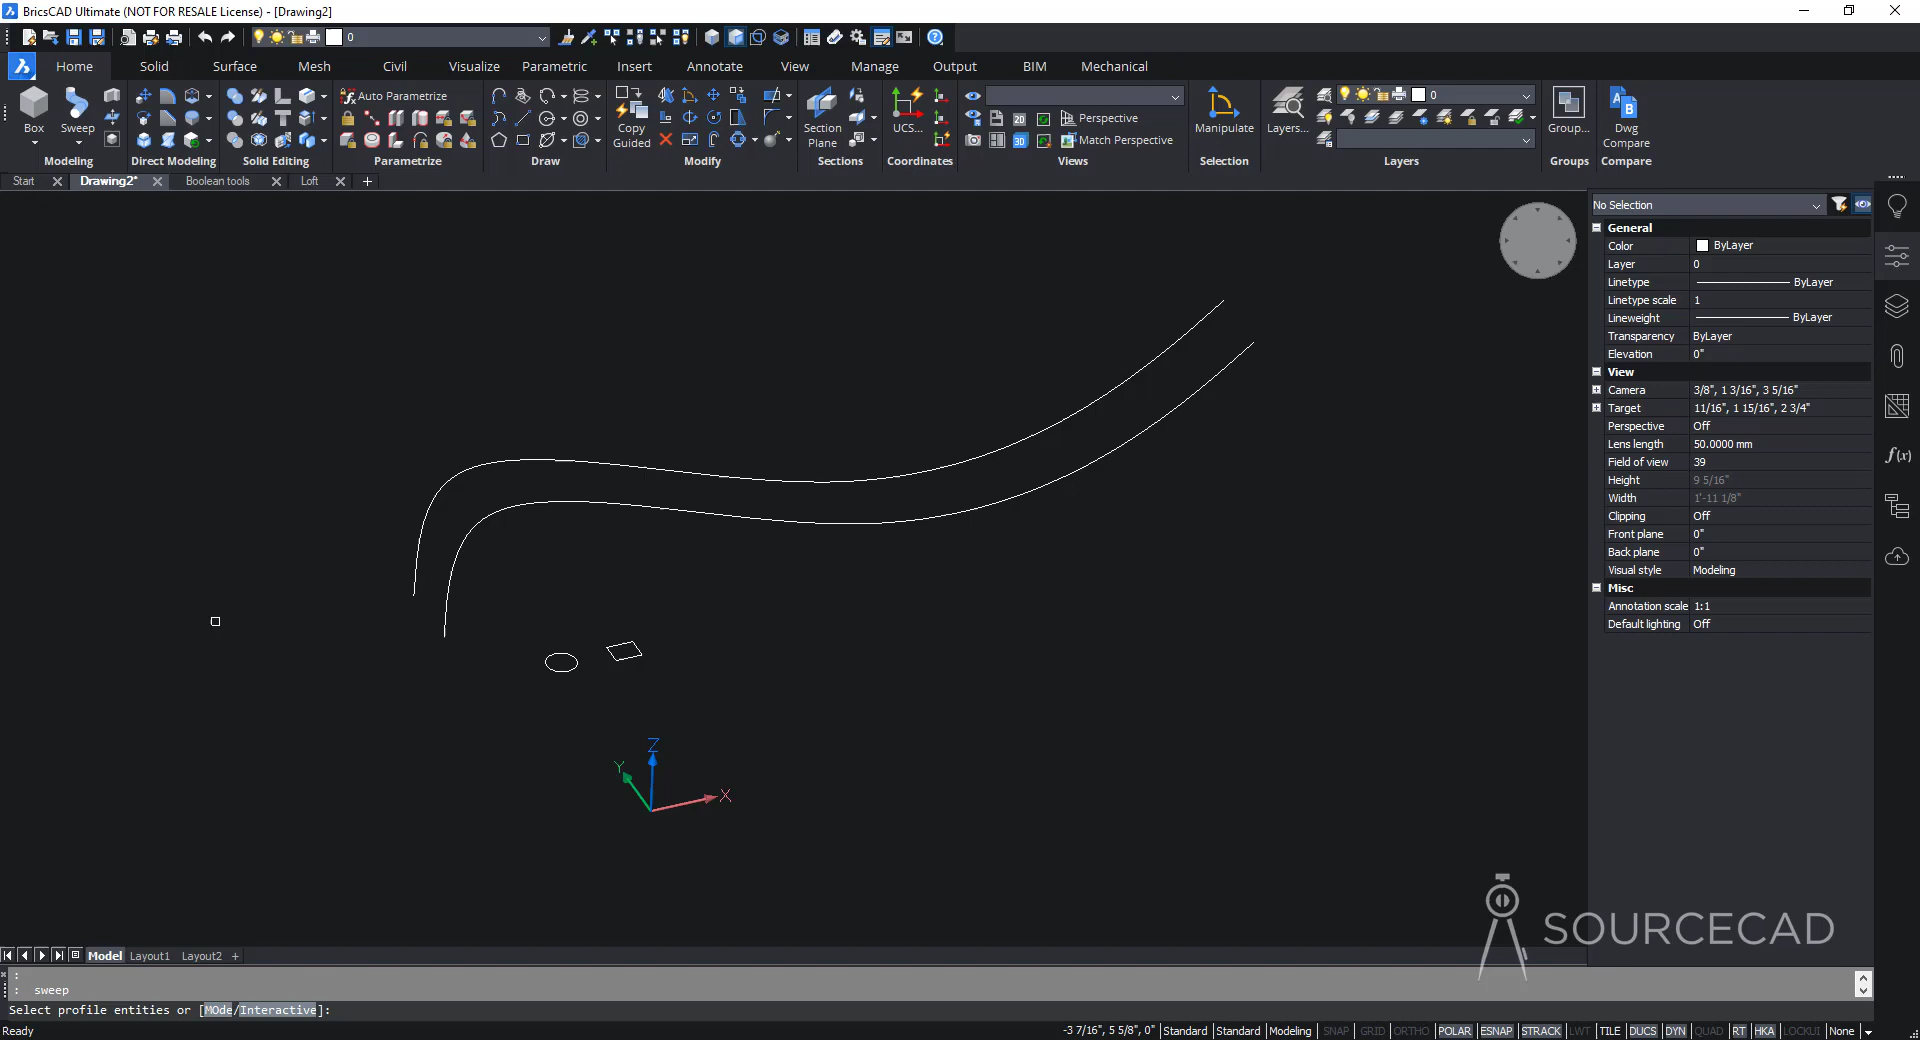 BricsCAD Ultimate (NOT FOR RESALE License) - [Drawing2]
0
Home Solid Surface Mesh Civil Visualize Parametric Insert Annotate View Manage Output BIM Mechanical
Box
Sweep
Modeling
Direct Modeling
Solid Editing
Auto Parametrize
Parametrize
Draw
Copy
Guided
Modify
Section
Plane
Sections
UCS...
Coordinates
Perspective
Match Perspective
2D
3D
Views
Manipulate
Selection
Layers...
0
Layers
Group...
Groups
A
B
Dwg
Compare
Compare
Start Drawing2* Boolean tools Loft +
No Selection
General
Color ByLayer
Layer 0
Linetype ByLayer
Linetype scale 1
Lineweight ByLayer
Transparency ByLayer
Elevation 0"
View
Camera 3/8", 1 3/16", 3 5/16"
Target 11/16", 1 15/16", 2 3/4"
Perspective Off
Lens length 50.0000 mm
Field of view 39
Height 9 5/16"
Width 1'-11 1/8"
Clipping Off
Front plane 0"
Back plane 0"
Visual style Modeling
Misc
Annotation scale 1:1
Default lighting Off
f(x)
Z
Y
X
SOURCECAD
Model Layout1 Layout2 +
:
: sweep
Select profile entities or [MOde/Interactive]:
Ready
-3 7/16", 5 5/8", 0" Standard Standard Modeling SNAP GRID ORTHO POLAR ESNAP STRACK LWT TILE DUCS DYN QUAD RT HKA LOCKUI None